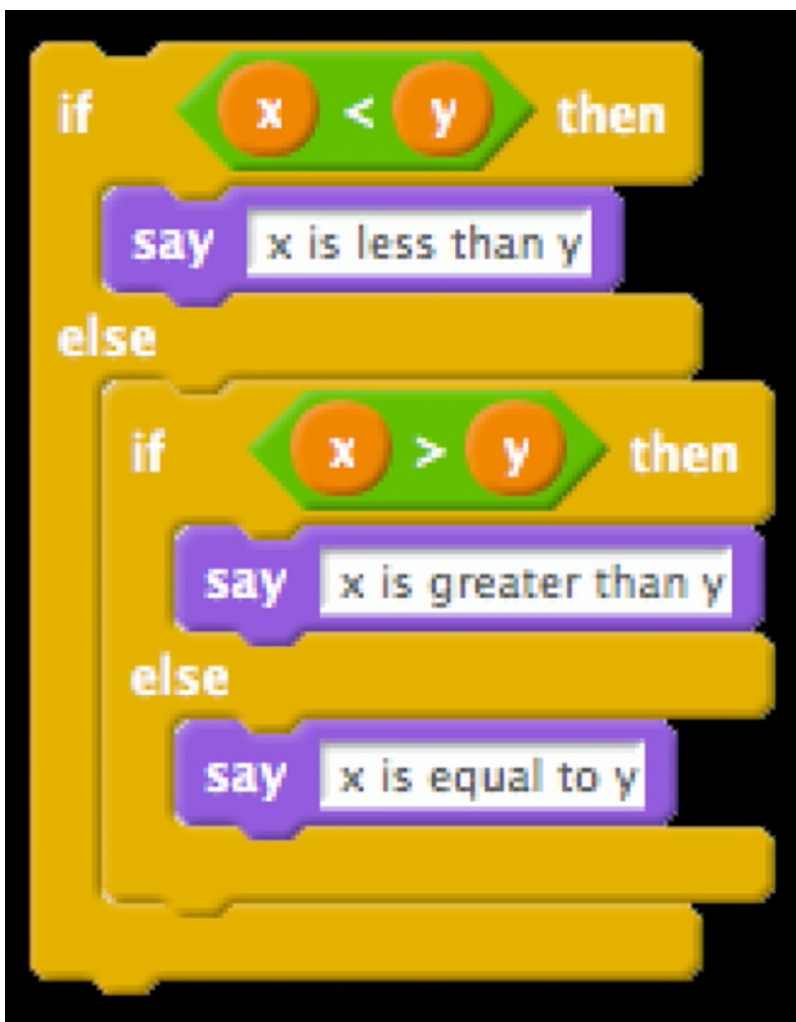 if x < y then
say x is less than y
else
if x > y then
say x is greater than y
else
say x is equal to y